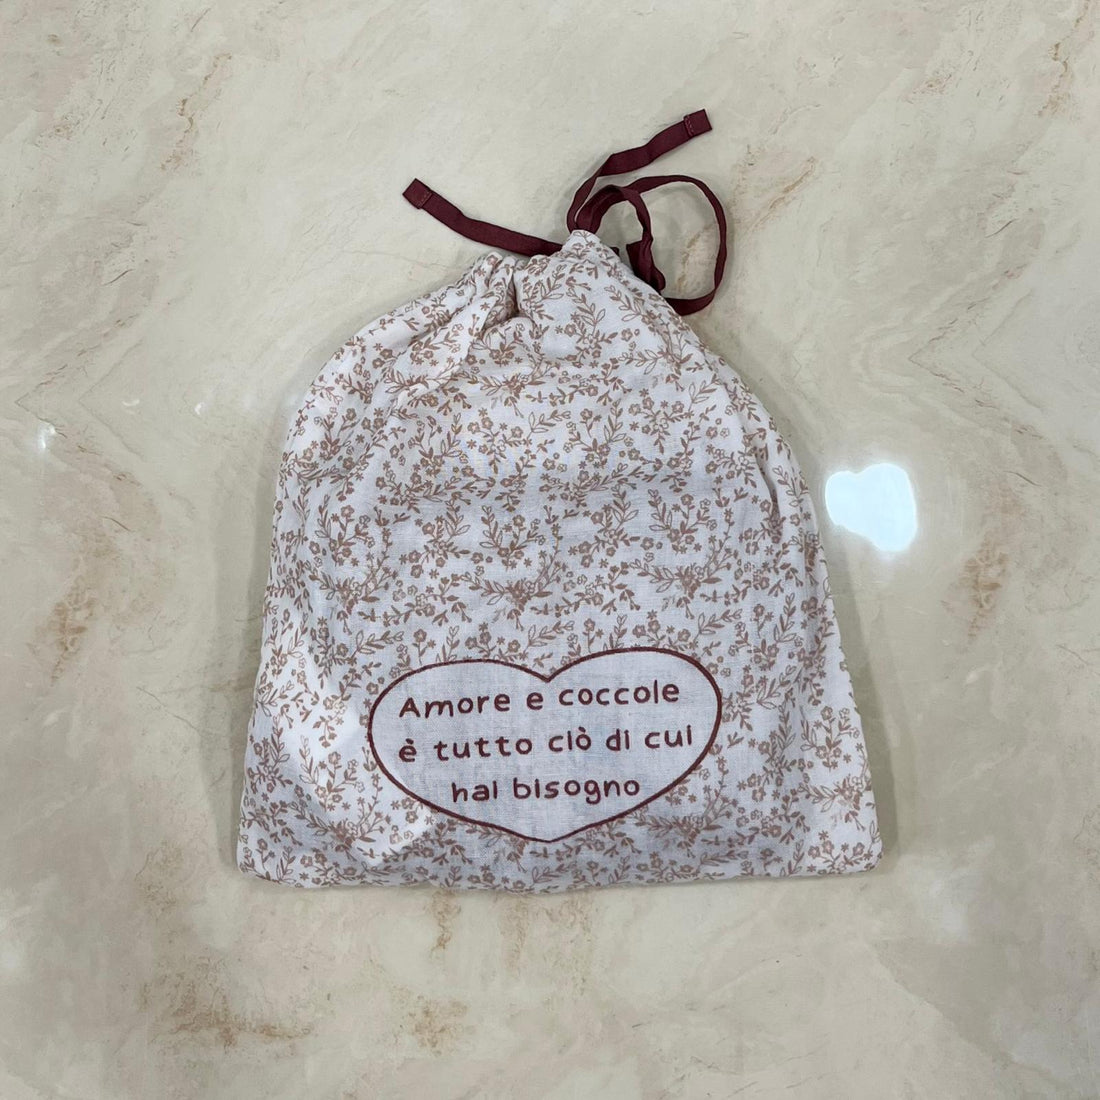 Amore e coccole
è tutto ciò di cui
hai bisogno